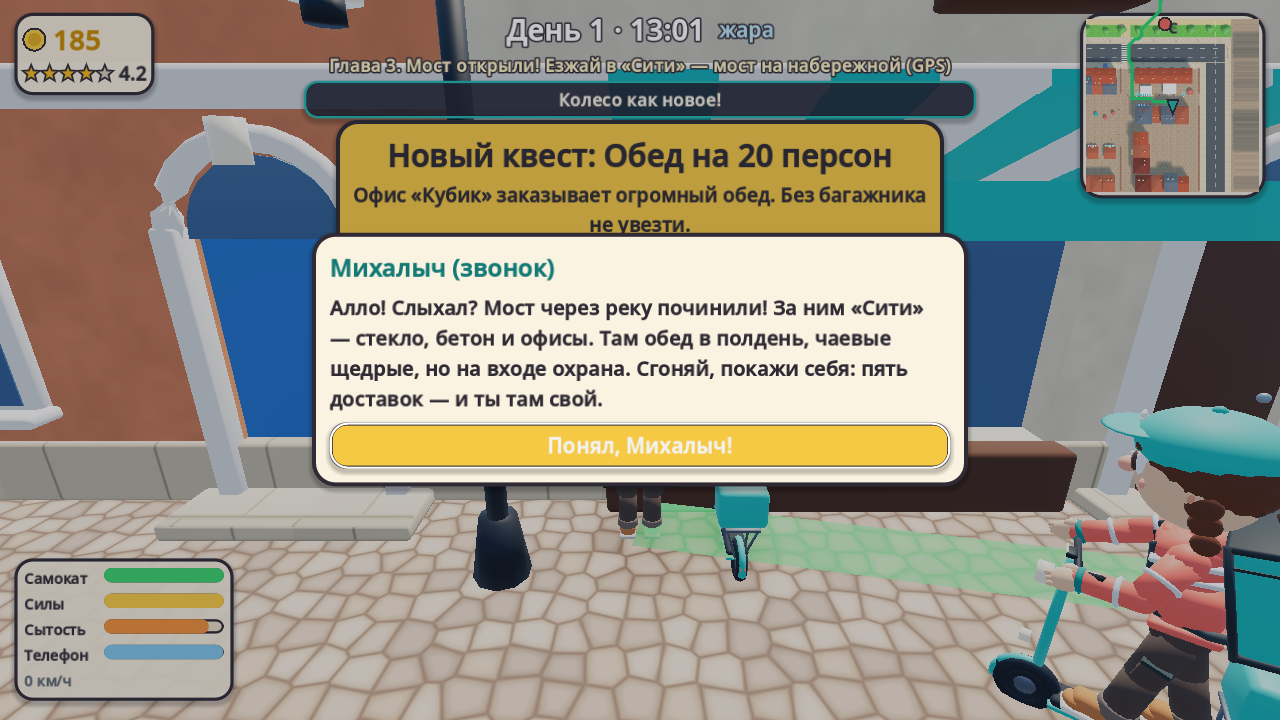 185
4.2
День 1 · 13:01 жара
Глава 3. Мост открыли! Езжай в «Сити» — мост на набережной (GPS)
Колесо как новое!
Новый квест: Обед на 20 персон
Офис «Кубик» заказывает огромный обед. Без багажника
не увезти.
Михалыч (звонок)
Алло! Слыхал? Мост через реку починили! За ним «Сити»
— стекло, бетон и офисы. Там обед в полдень, чаевые
щедрые, но на входе охрана. Сгоняй, покажи себя: пять
доставок — и ты там свой.
Понял, Михалыч!
Самокат
Силы
Сытость
Телефон
0 км/ч